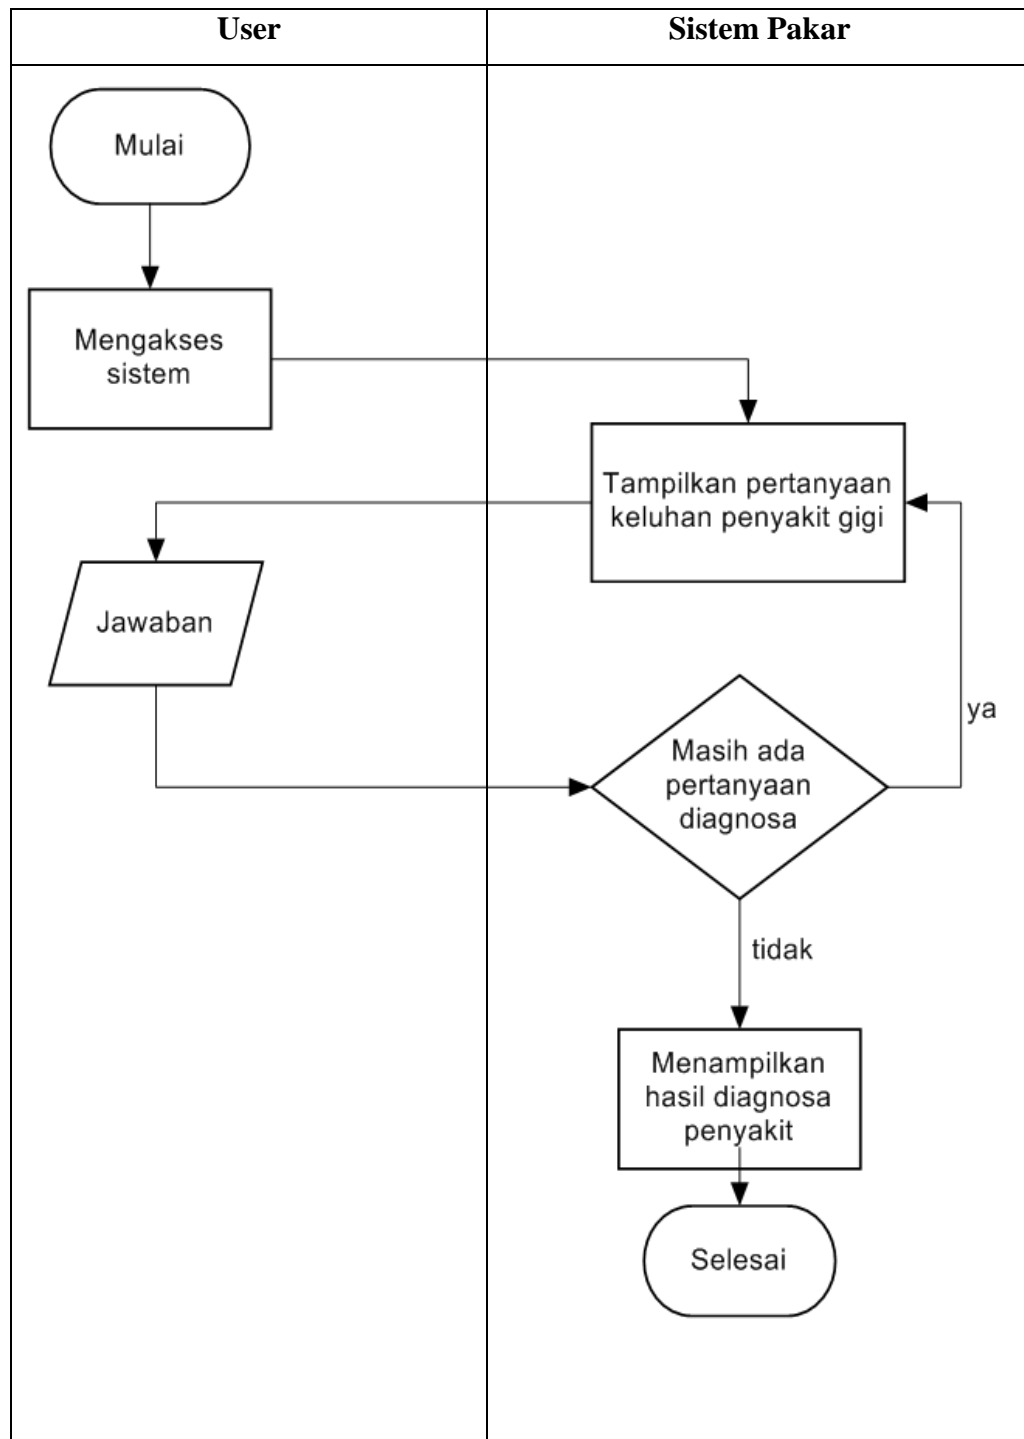 User
Sistem Pakar
Mulai
Mengakses
sistem
Tampilkan pertanyaan
keluhan penyakit gigi
Jawaban
Masih ada
pertanyaan
diagnosa
ya
tidak
Menampilkan
hasil diagnosa
penyakit
Selesai